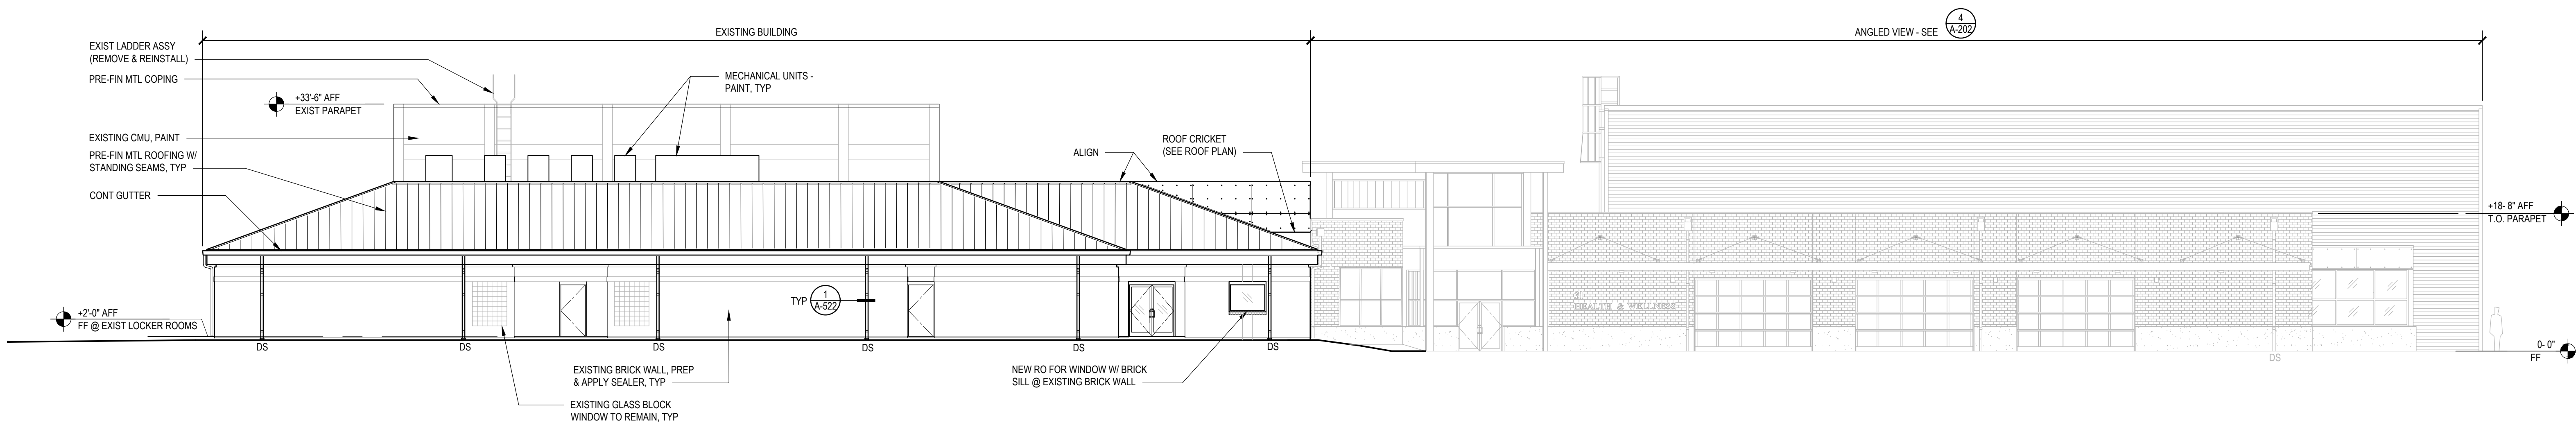 EXISTING BUILDING
ANGLED VIEW - SEE
4
A-202
EXIST LADDER ASSY
(REMOVE & REINSTALL)
PRE-FIN MTL COPING
+33'-6" AFF
EXIST PARAPET
MECHANICAL UNITS -
PAINT, TYP
EXISTING CMU, PAINT
PRE-FIN MTL ROOFING W/
STANDING SEAMS, TYP
CONT GUTTER
ALIGN
ROOF CRICKET
(SEE ROOF PLAN)
+18- 8" AFF
T.O. PARAPET
+2'-0" AFF
FF @ EXIST LOCKER ROOMS
TYP
1
A-522
HEALTH & WELLNESS
DS
DS
DS
DS
DS
DS
DS
0- 0"
FF
EXISTING BRICK WALL, PREP
& APPLY SEALER, TYP
NEW RO FOR WINDOW W/ BRICK
SILL @ EXISTING BRICK WALL
EXISTING GLASS BLOCK
WINDOW TO REMAIN, TYP